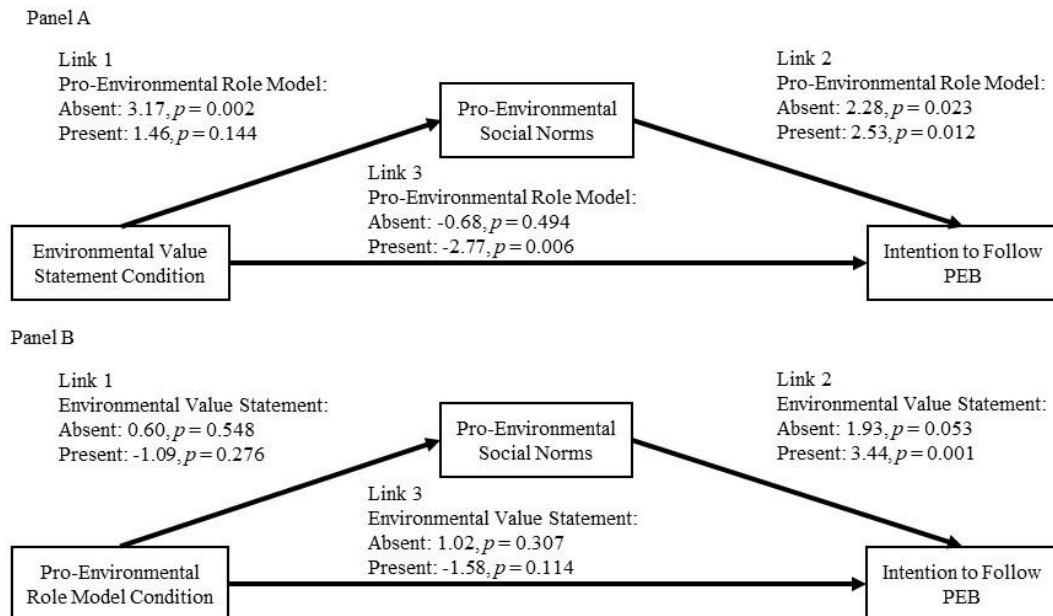 Panel A
Link 1
Pro-Environmental Role Model:
Absent: 3.17, p = 0.002
Present: 1.46, p = 0.144
Pro-Environmental
Social Norms
Link 2
Pro-Environmental Role Model:
Absent: 2.28, p = 0.023
Present: 2.53, p = 0.012
Link 3
Pro-Environmental Role Model:
Absent: -0.68, p = 0.494
Present: -2.77, p = 0.006
Environmental Value
Statement Condition
Intention to Follow
PEB
Panel B
Link 1
Environmental Value Statement:
Absent: 0.60, p = 0.548
Present: -1.09, p = 0.276
Pro-Environmental
Social Norms
Link 2
Environmental Value Statement:
Absent: 1.93, p = 0.053
Present: 3.44, p = 0.001
Link 3
Environmental Value Statement:
Absent: 1.02, p = 0.307
Present: -1.58, p = 0.114
Pro-Environmental
Role Model Condition
Intention to Follow
PEB